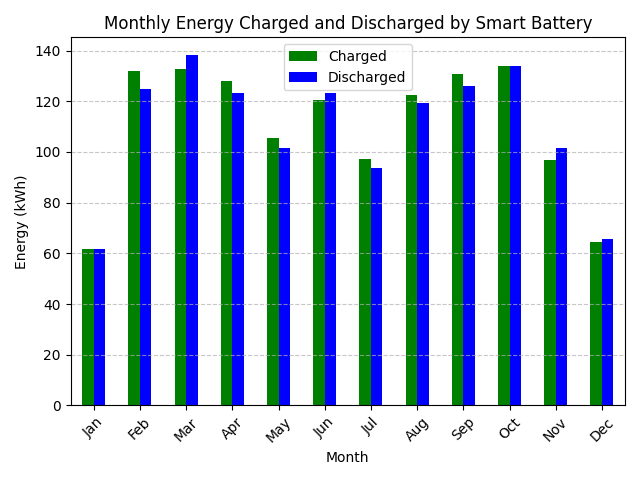 Monthly Energy Charged and Discharged by Smart Battery
Charged
Discharged
Energy (kWh)
140
120
100
80
60
40
20
0
Jan
Feb
Mar
Apr
May
Jun
Jul
Aug
Sep
Oct
Nov
Dec
Month